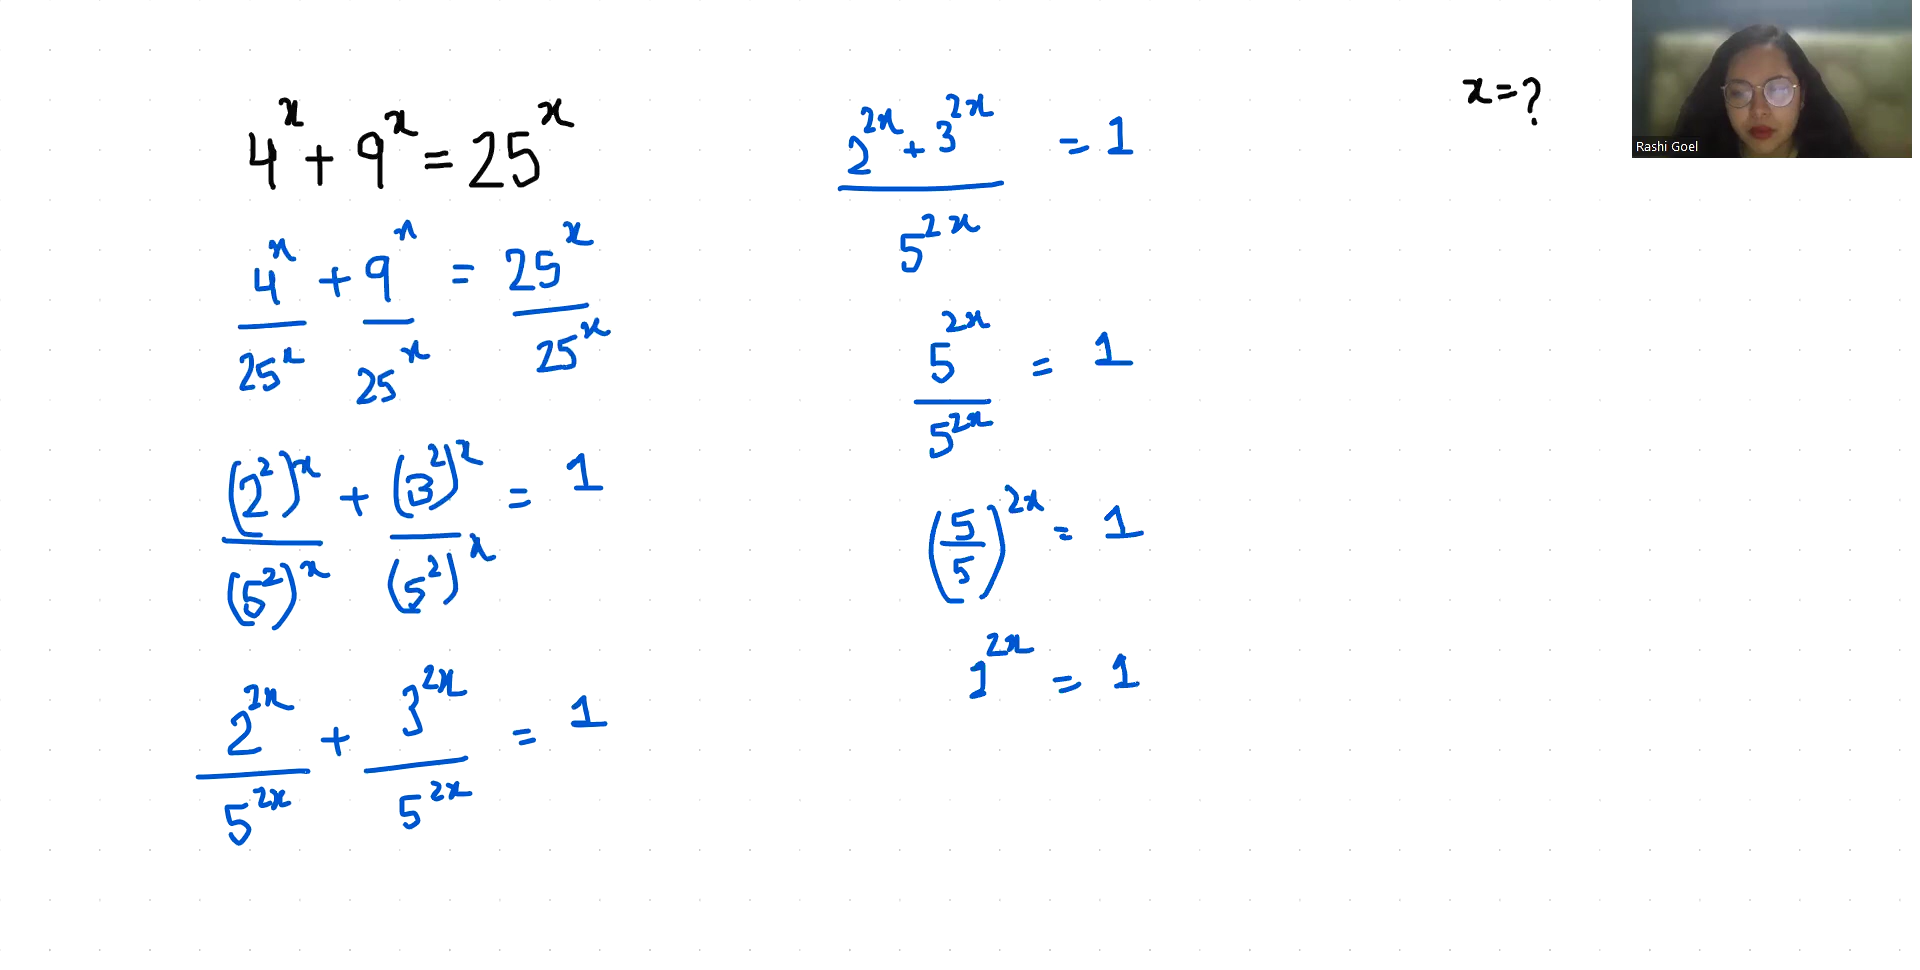 4^x + 9^x = 25^x
4^x/25^x + 9^x/25^x = 25^x/25^x
(2^2)^x/(5^2)^x + (3^2)^x/(5^2)^x = 1
2^2x/5^2x + 3^2x/5^2x = 1
2^2x + 3^2x/5^2x = 1
5^2x/5^2x = 1
(5/5)^2x = 1
1^2x = 1
x = ?
Rashi Goel